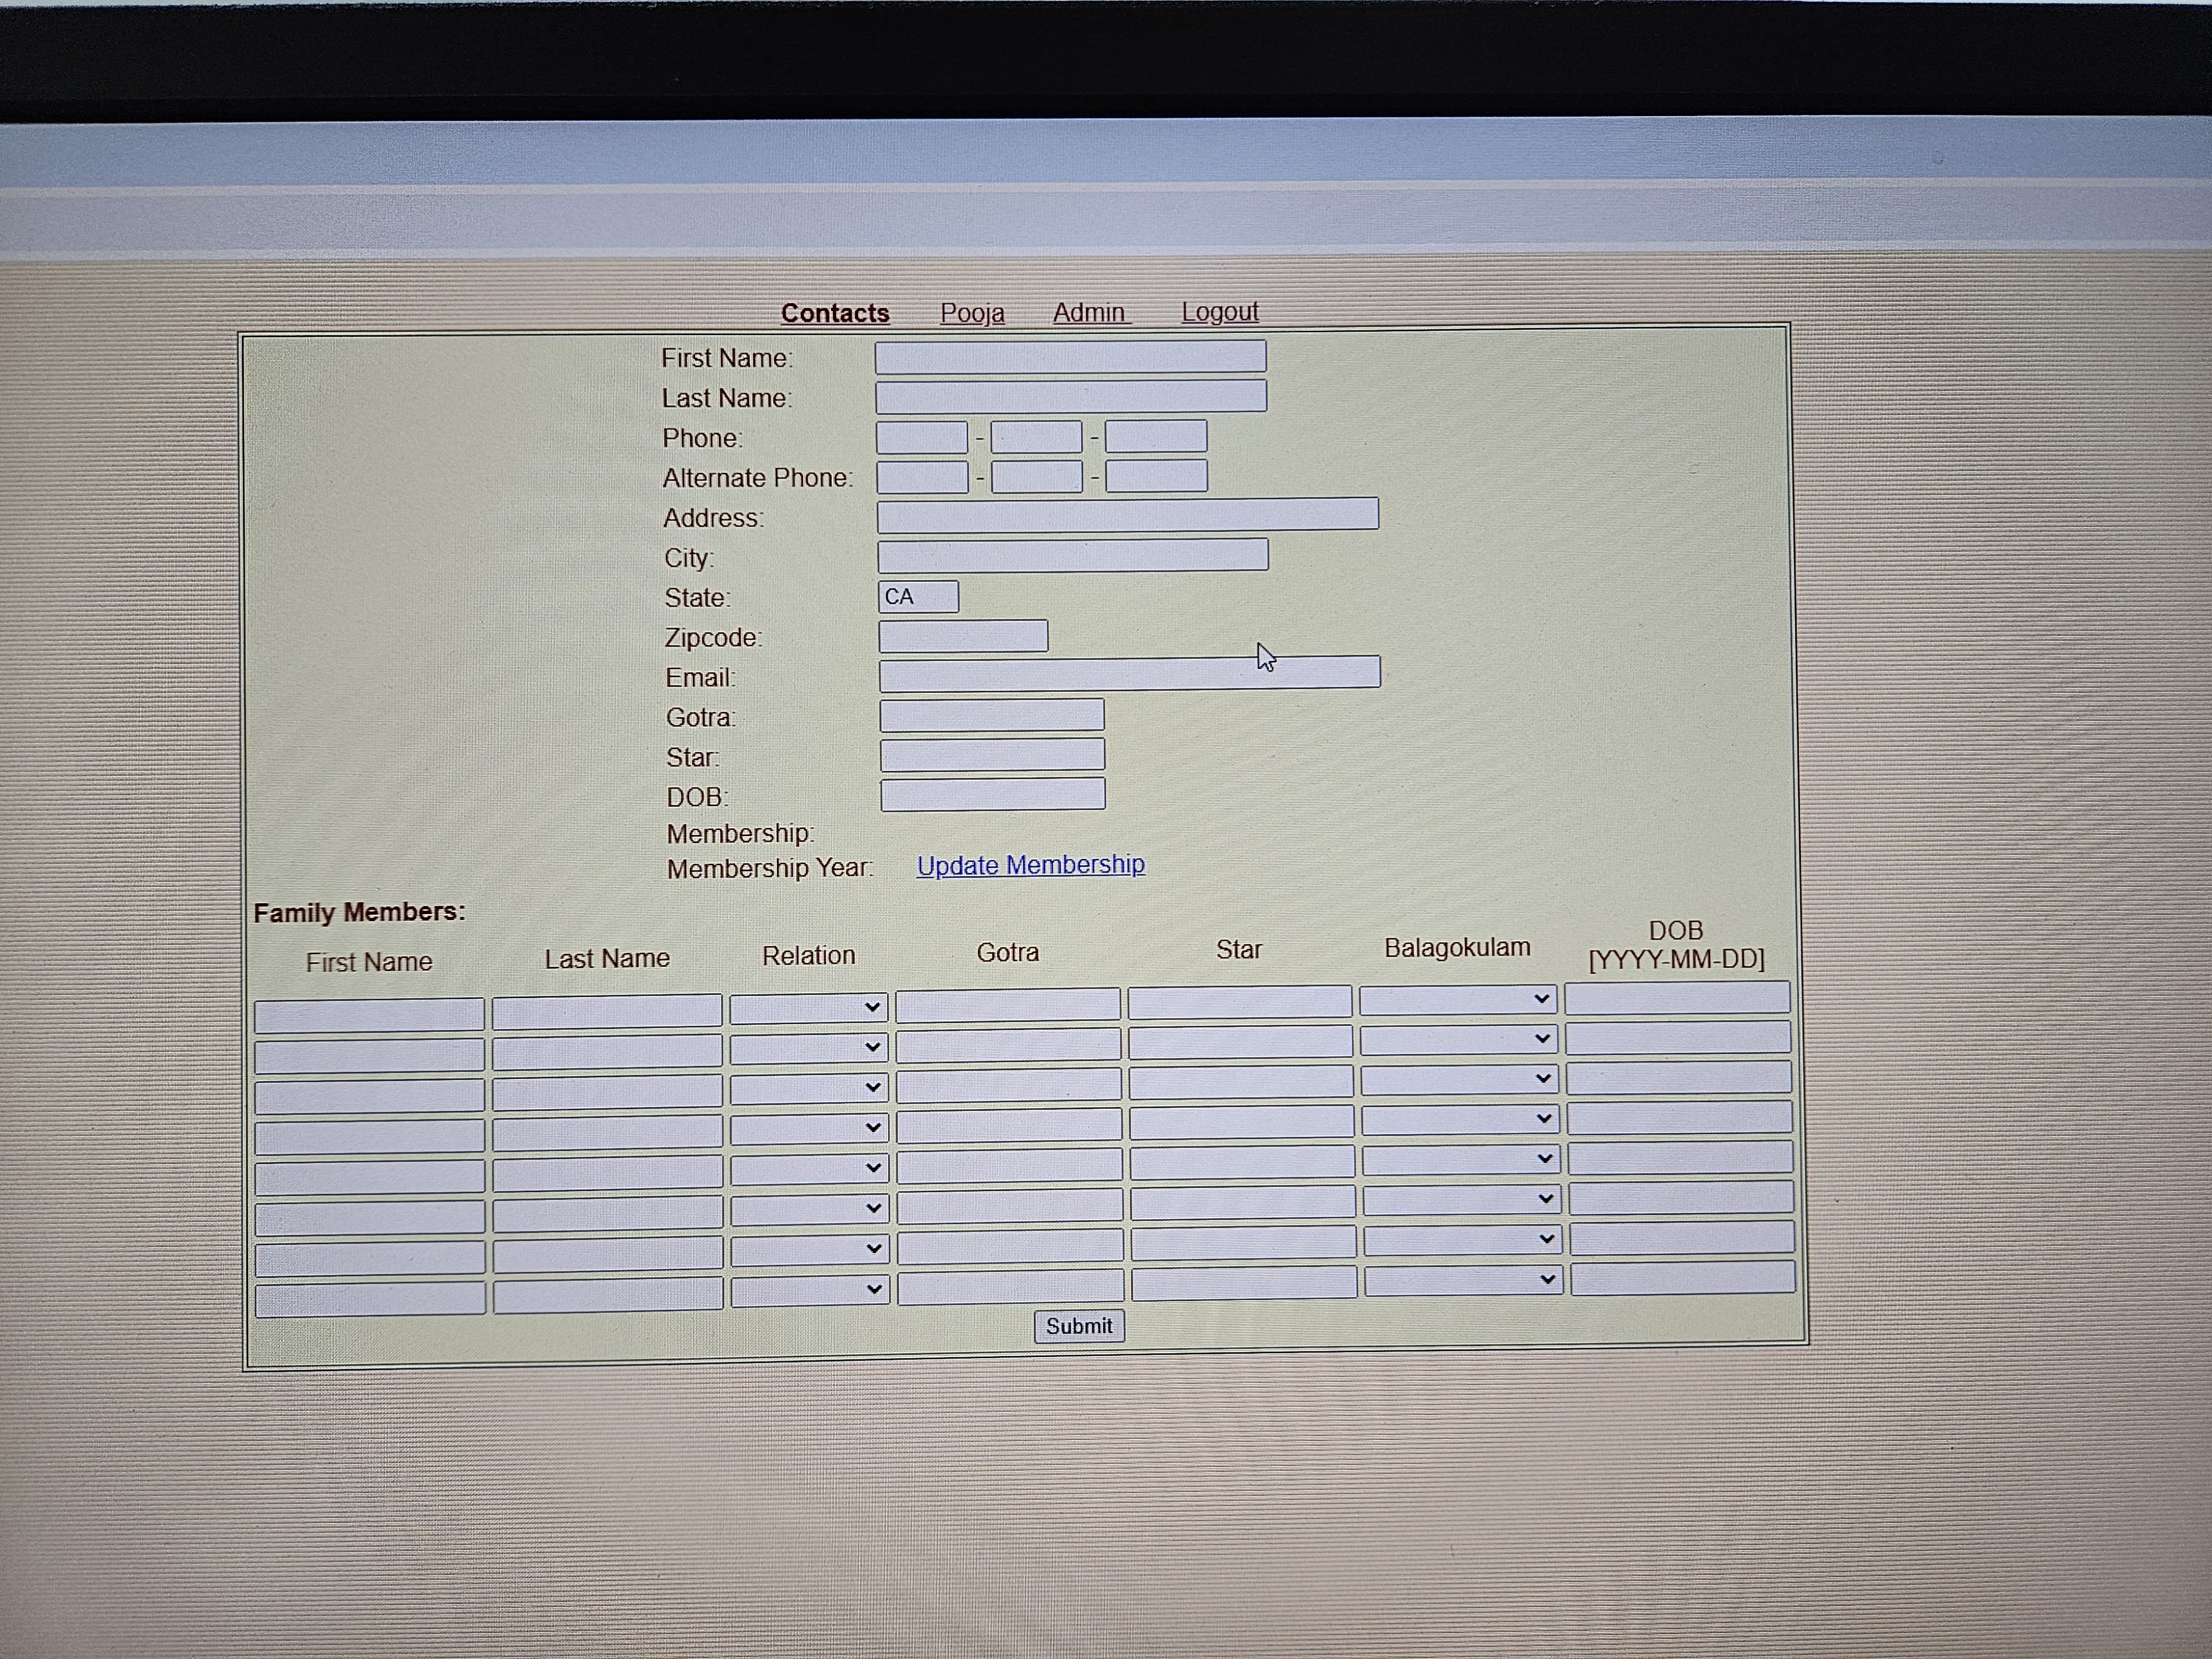 Contacts Pooja Admin Logout
First Name:
Last Name:
Phone: - -
Alternate Phone: - -
Address:
City:
State: CA
Zipcode:
Email:
Gotra:
Star:
DOB:
Membership:
Membership Year: Update Membership
Family Members:
First Name Last Name Relation Gotra Star Balagokulam DOB
[YYYY-MM-DD]
Submit